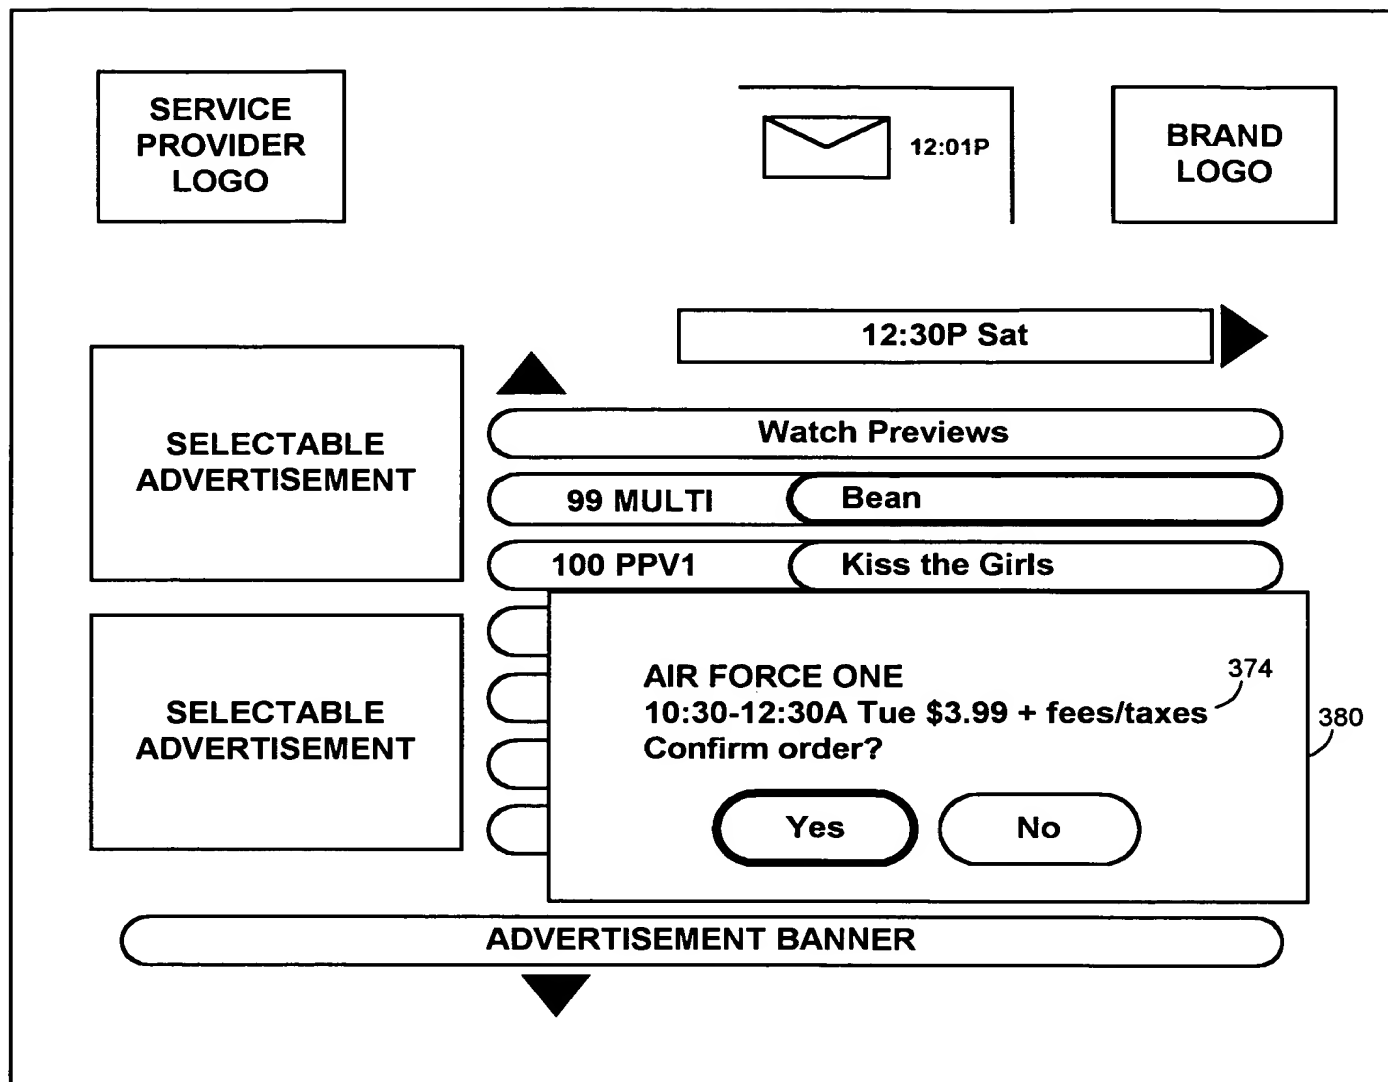 SERVICE
PROVIDER
LOGO
12:01P
BRAND
LOGO
12:30P Sat
SELECTABLE
ADVERTISEMENT
Watch Previews
99 MULTI Bean
100 PPV1 Kiss the Girls
SELECTABLE
ADVERTISEMENT
AIR FORCE ONE
10:30-12:30A Tue $3.99 + fees/taxes
Confirm order?
374
380
Yes No
ADVERTISEMENT BANNER